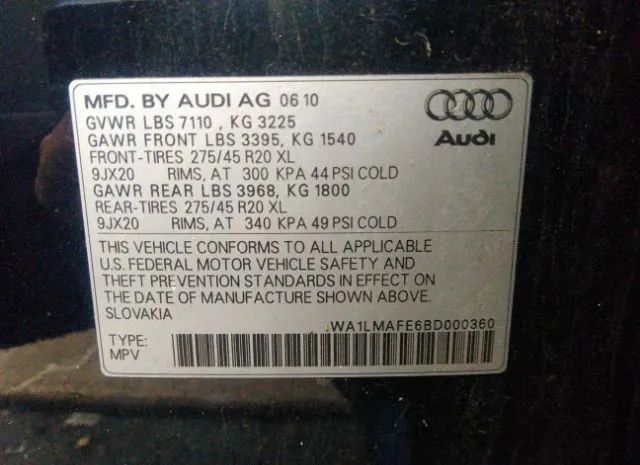 MFD. BY AUDI AG 06 10
GVWR LBS 7110 , KG 3225
GAWR FRONT LBS 3395, KG 1540
FRONT-TIRES 275/45 R20 XL
9JX20 RIMS, AT 300 KPA 44 PSI COLD
GAWR REAR LBS 3968, KG 1800
REAR-TIRES 275/45 R20 XL
9JX20 RIMS, AT 340 KPA 49 PSI COLD
Audi
THIS VEHICLE CONFORMS TO ALL APPLICABLE
U.S. FEDERAL MOTOR VEHICLE SAFETY AND
THEFT PREVENTION STANDARDS IN EFFECT ON
THE DATE OF MANUFACTURE SHOWN ABOVE.
SLOVAKIA
WA1LMAFE6BD000360
TYPE:
MPV